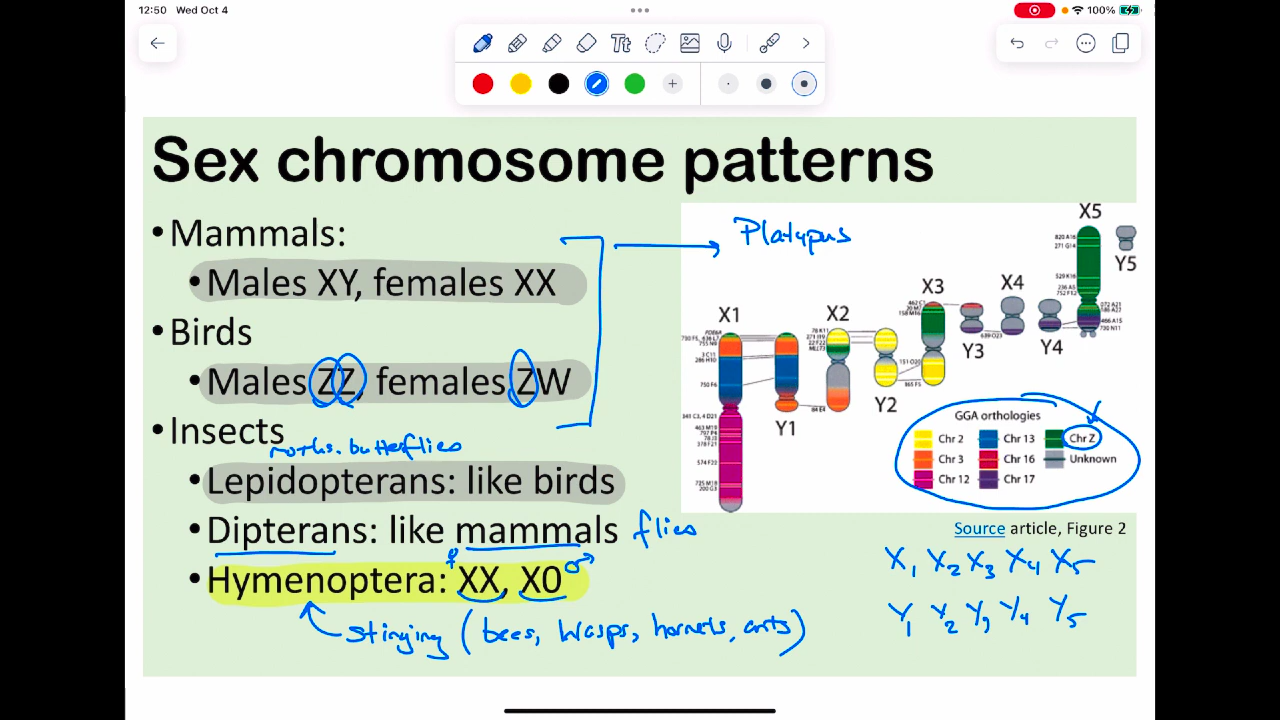 12:50 Wed Oct 4
100%
Tt
Sex chromosome patterns
• Mammals:
• Males XY, females XX
• Birds
• Males ZZ, females ZW
• Insects
moths, butterflies
• Lepidopterans: like birds
• Dipterans: like mammals flies
• Hymenoptera: ♀ XX, X0 ♂
stinging (bees, wasps, hornets, ants)
Platypus
X1
Y1
X2
Y2
X3
Y3
X4
Y4
X5
Y5
GGA orthologies
Chr 2 Chr 13 Chr Z
Chr 3 Chr 16 Unknown
Chr 12 Chr 17
Source article, Figure 2
X1 X2 X3 X4 X5
Y1 Y2 Y3 Y4 Y5